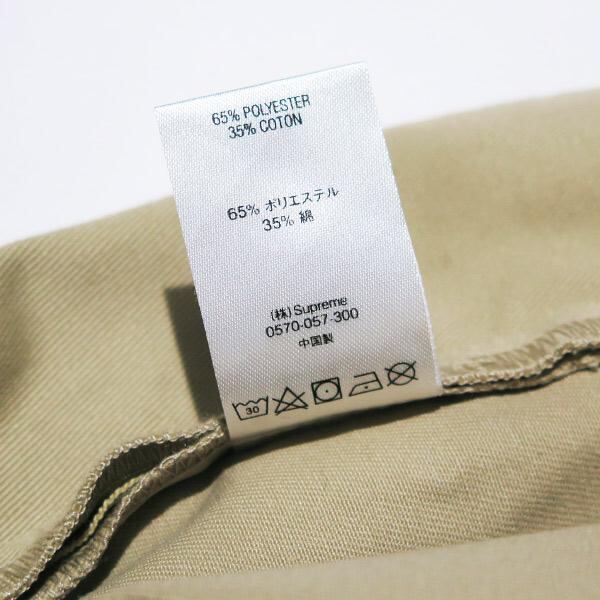 65% POLYESTER
35% COTON
65% ポリエステル
35% 綿
(株) Supreme
0570-057-300
中国製
30